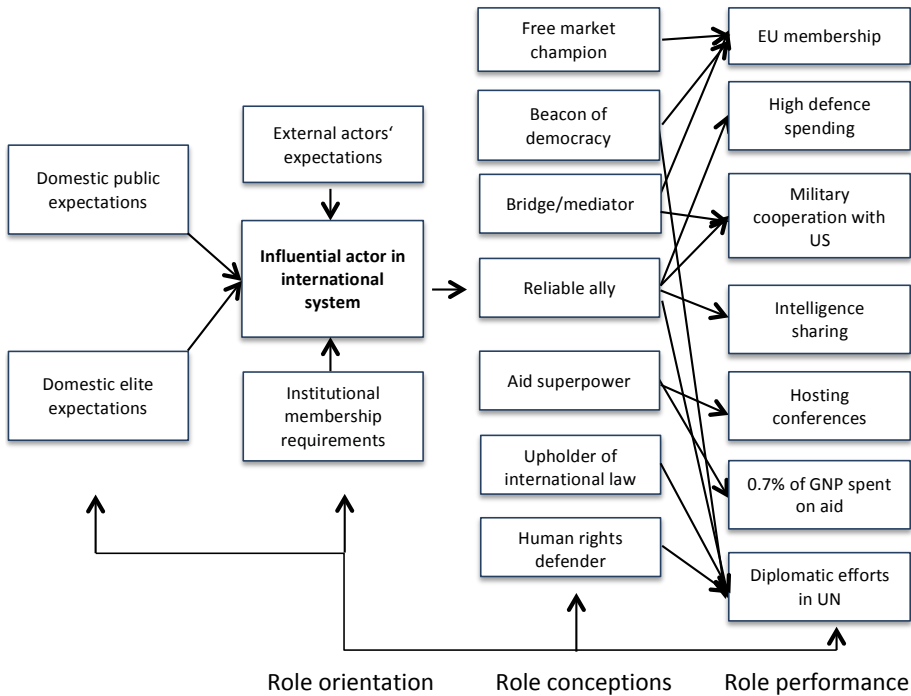 Domestic public
expectations
Domestic elite
expectations
External actors‘
expectations
Influential actor in
international
system
Institutional
membership
requirements
Free market
champion
Beacon of
democracy
Bridge/mediator
Reliable ally
Aid superpower
Upholder of
international law
Human rights
defender
EU membership
High defence
spending
Military
cooperation with
US
Intelligence
sharing
Hosting
conferences
0.7% of GNP spent
on aid
Diplomatic efforts
in UN
Role orientation
Role conceptions
Role performance